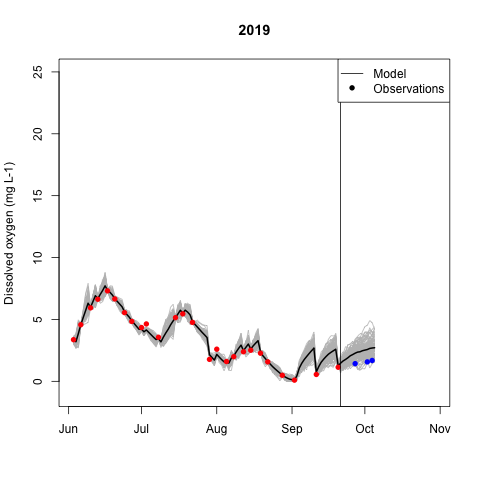 2019
Model
Observations
Dissolved oxygen (mg L-1)
25
20
15
10
5
0
Jun Jul Aug Sep Oct Nov